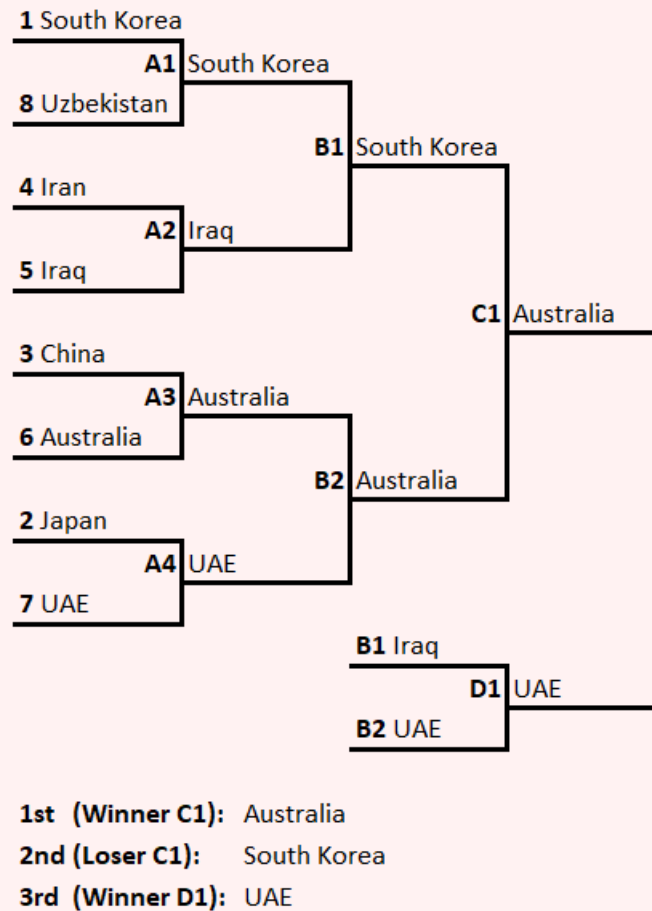 1 South Korea
A1 South Korea
8 Uzbekistan
B1 South Korea
4 Iran
A2 Iraq
5 Iraq
C1 Australia
3 China
A3 Australia
6 Australia
B2 Australia
2 Japan
A4 UAE
7 UAE
B1 Iraq
D1 UAE
B2 UAE
1st (Winner C1): Australia
2nd (Loser C1): South Korea
3rd (Winner D1): UAE